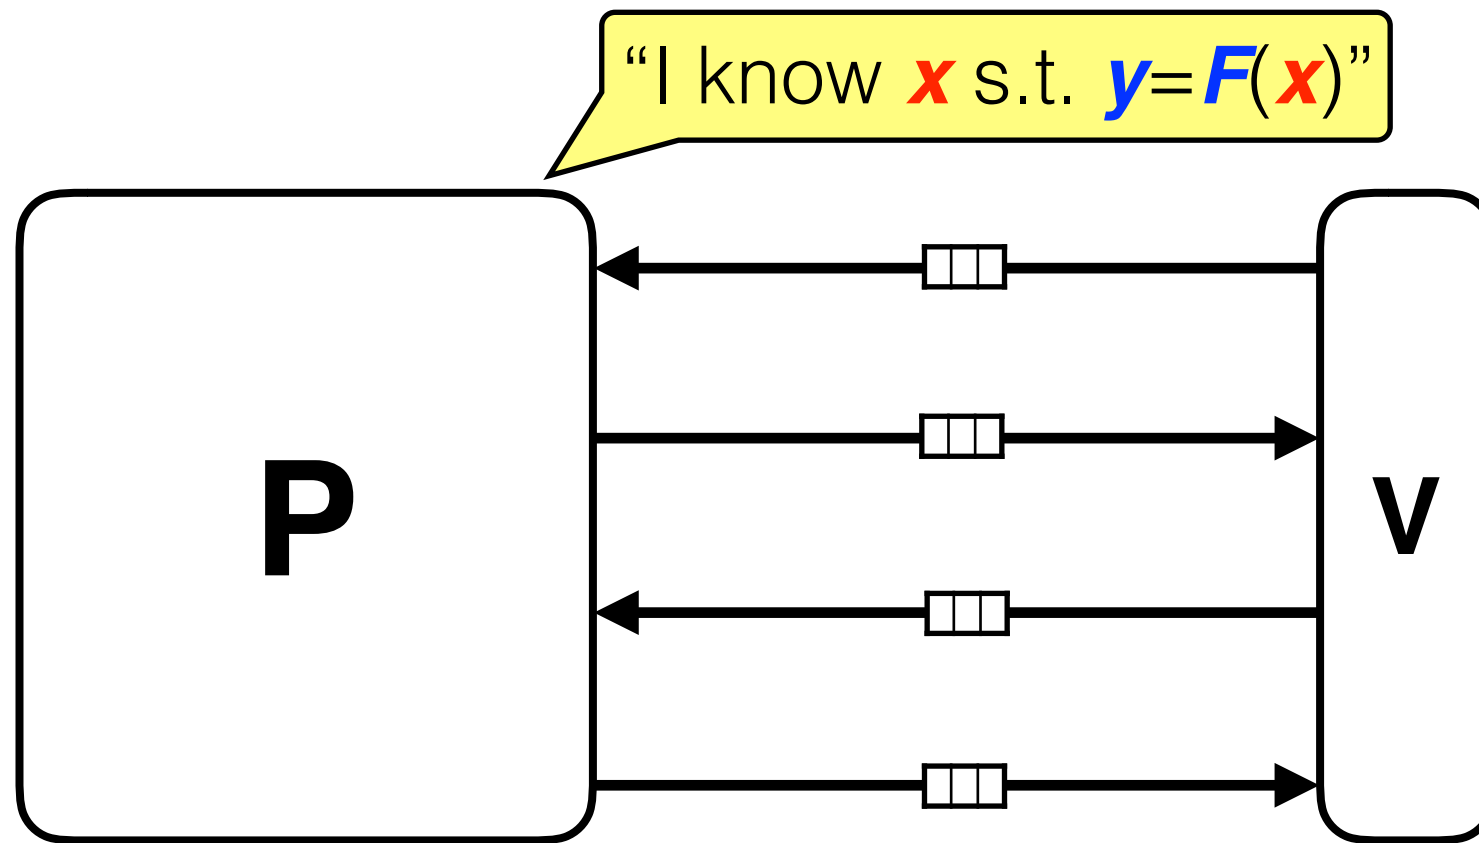 “I know x s.t. y=F(x)”
P
V